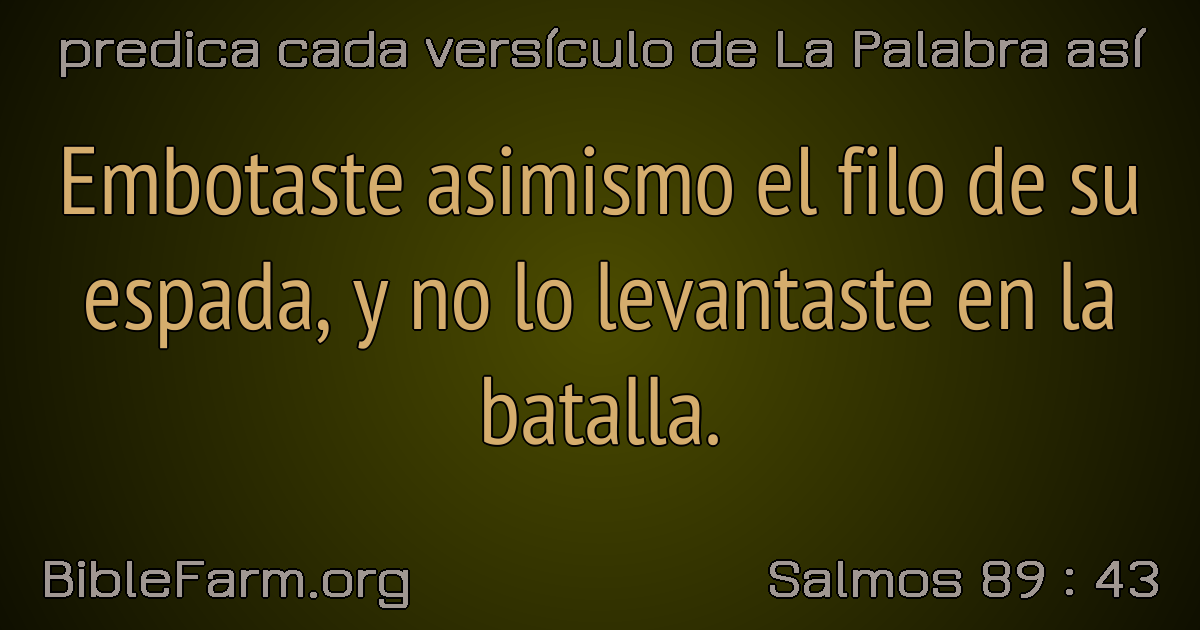 predica cada versículo de La Palabra así
Embotaste asimismo el filo de su
espada, y no lo levantaste en la
batalla.
BibleFarm.org
Salmos 89 : 43